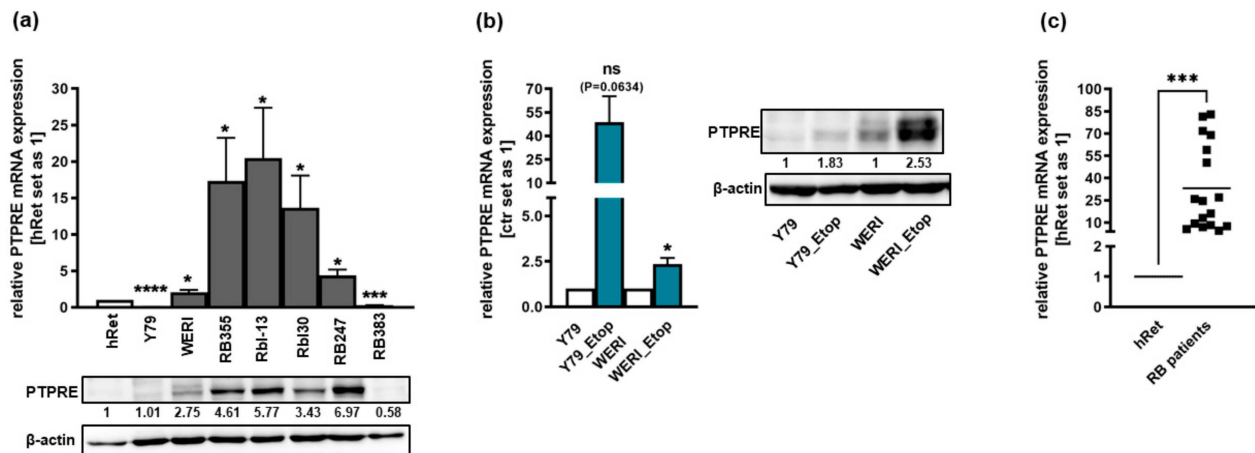 (a)
relative PTPRE mRNA expression
[hRet set as 1]
30
25
20
15
10
5
0
****
*
*
*
*
*
***
hRet
Y79
WERI
RB355
Rbl-13
Rbl30
RB247
RB383
PTPRE
1 1.01 2.75 4.61 5.77 3.43 6.97 0.58
β-actin
(b)
relative PTPRE mRNA expression
[ctr set as 1]
70
50
30
10
5.0
2.5
0.0
ns
(P=0.0634)
*
Y79
Y79_Etop
WERI
WERI_Etop
PTPRE
1 1.83 1 2.53
β-actin
Y79
Y79_Etop
WERI
WERI_Etop
(c)
relative PTPRE mRNA expression
[hRet set as 1]
100
85
70
55
40
25
10
2
1
0
***
hRet
RB patients